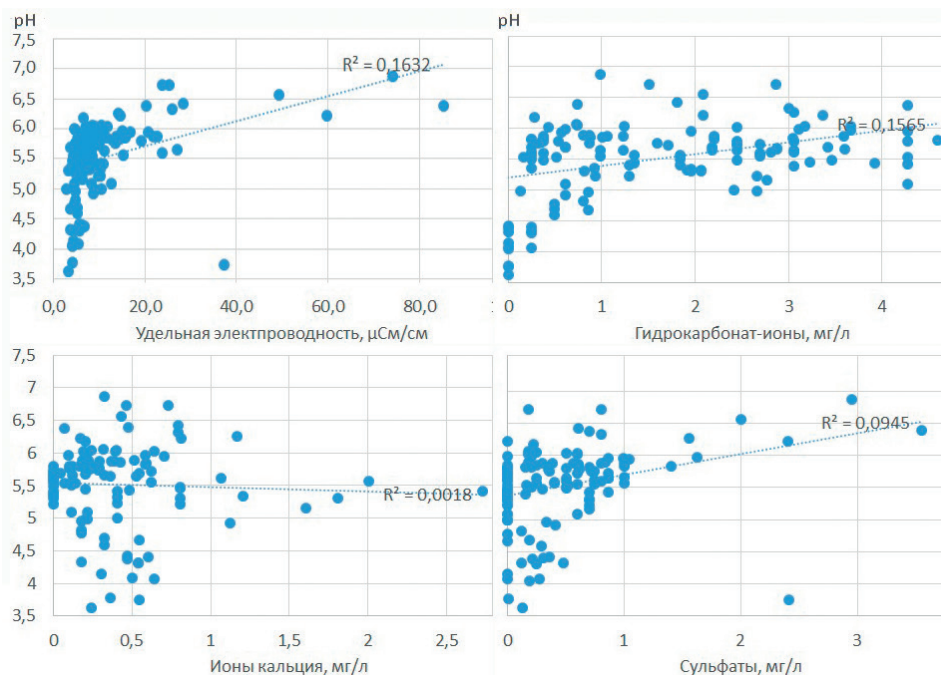 pH
7,5
7,0
6,5
6,0
5,5
5,0
4,5
4,0
3,5
R² = 0,1632
0,0 20,0 40,0 60,0 80,0 1
Удельная электпроводность, µСм/см
pH
R² = 0,1565
0 1 2 3 4
Гидрокарбонат-ионы, мг/л
7,5
7
6,5
6
5,5
5
4,5
4
3,5
R² = 0,0018
0 0,5 1 2 2,5
Ионы кальция, мг/л
R² = 0,0945
0 1 2 3
Сульфаты, мг/л